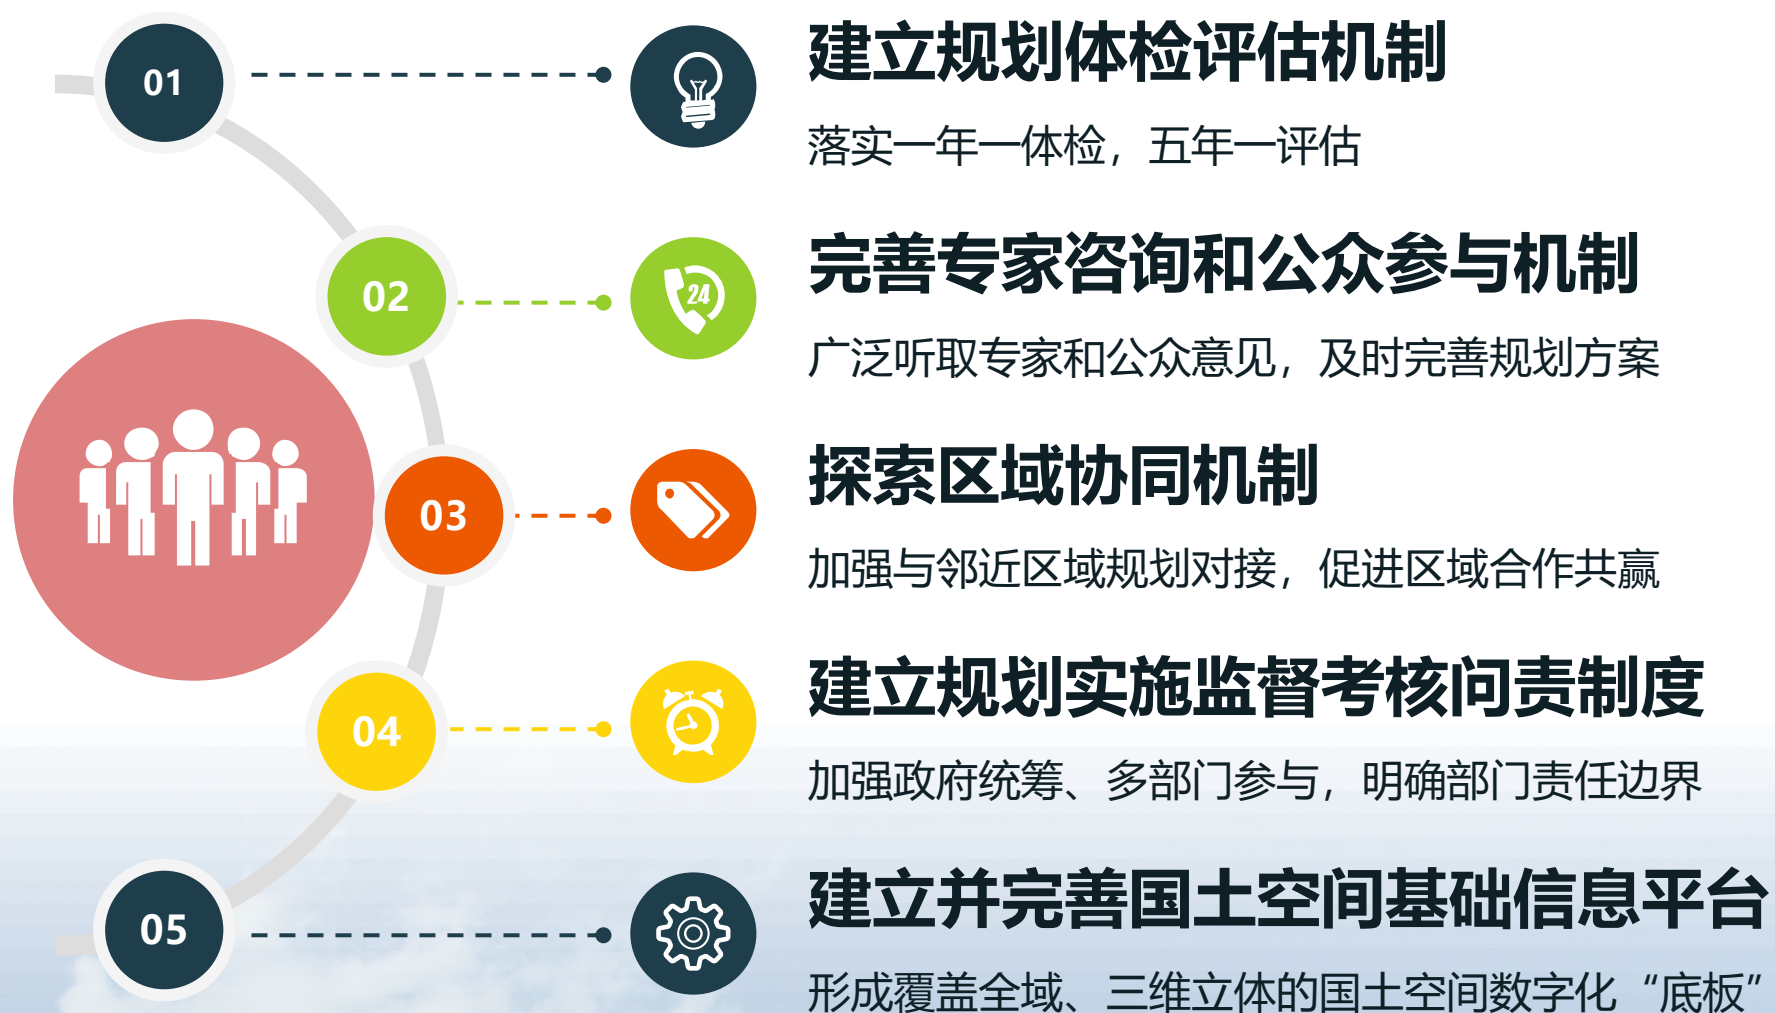 01
建立规划体检评估机制
落实一年一体检，五年一评估
02
24
完善专家咨询和公众参与机制
广泛听取专家和公众意见，及时完善规划方案
03
探索区域协同机制
加强与邻近区域规划对接，促进区域合作共赢
04
建立规划实施监督考核问责制度
加强政府统筹、多部门参与，明确部门责任边界
05
建立并完善国土空间基础信息平台
形成覆盖全域、三维立体的国土空间数字化“底板”